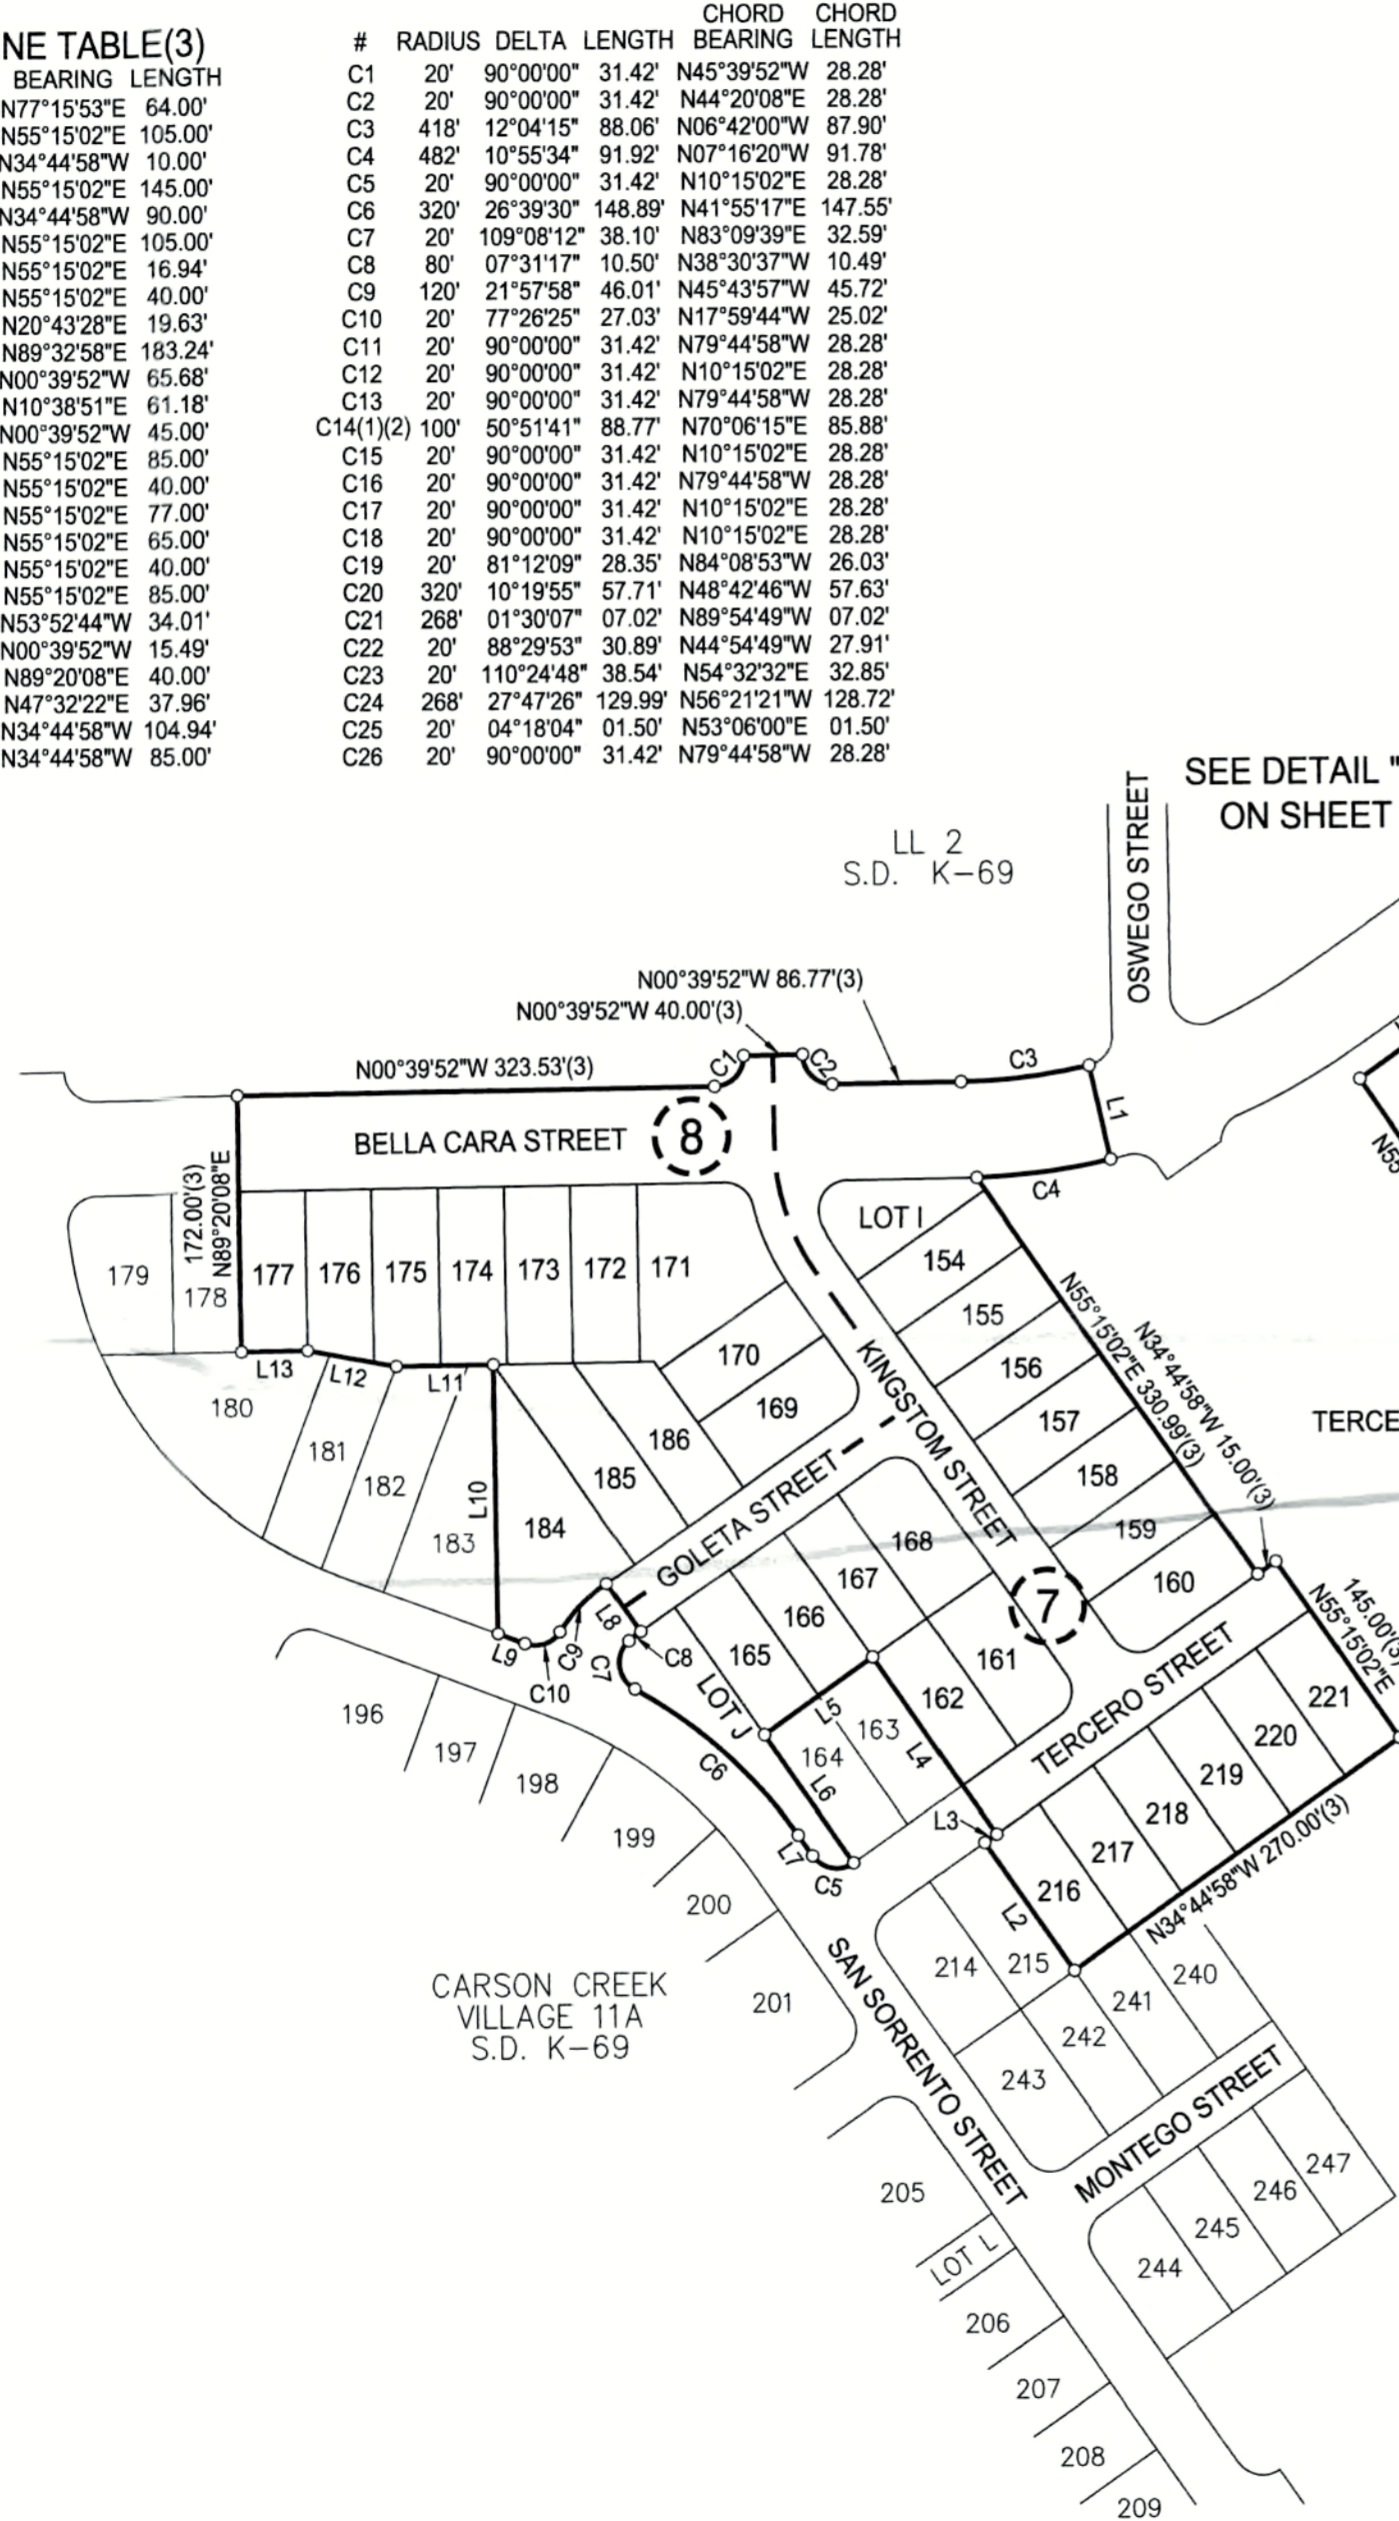 NE TABLE(3)
BEARING LENGTH
N77°15'53"E 64.00'
N55°15'02"E 105.00'
N34°44'58"W 10.00'
N55°15'02"E 145.00'
N34°44'58"W 90.00'
N55°15'02"E 105.00'
N55°15'02"E 16.94'
N55°15'02"E 40.00'
N20°43'28"E 19.63'
N89°32'58"E 183.24'
N00°39'52"W 65.68'
N10°38'51"E 61.18'
N00°39'52"W 45.00'
N55°15'02"E 85.00'
N55°15'02"E 40.00'
N55°15'02"E 77.00'
N55°15'02"E 65.00'
N55°15'02"E 40.00'
N55°15'02"E 85.00'
N53°52'44"W 34.01'
N00°39'52"W 15.49'
N89°20'08"E 40.00'
N47°32'22"E 37.96'
N34°44'58"W 104.94'
N34°44'58"W 85.00'
CHORD CHORD
# RADIUS DELTA LENGTH BEARING LENGTH
C1 20' 90°00'00" 31.42' N45°39'52"W 28.28'
C2 20' 90°00'00" 31.42' N44°20'08"E 28.28'
C3 418' 12°04'15" 88.06' N06°42'00"W 87.90'
C4 482' 10°55'34" 91.92' N07°16'20"W 91.78'
C5 20' 90°00'00" 31.42' N10°15'02"E 28.28'
C6 320' 26°39'30" 148.89' N41°55'17"E 147.55'
C7 20' 109°08'12" 38.10' N83°09'39"E 32.59'
C8 80' 07°31'17" 10.50' N38°30'37"W 10.49'
C9 120' 21°57'58" 46.01' N45°43'57"W 45.72'
C10 20' 77°26'25" 27.03' N17°59'44"W 25.02'
C11 20' 90°00'00" 31.42' N79°44'58"W 28.28'
C12 20' 90°00'00" 31.42' N10°15'02"E 28.28'
C13 20' 90°00'00" 31.42' N79°44'58"W 28.28'
C14(1)(2) 100' 50°51'41" 88.77' N70°06'15"E 85.88'
C15 20' 90°00'00" 31.42' N10°15'02"E 28.28'
C16 20' 90°00'00" 31.42' N79°44'58"W 28.28'
C17 20' 90°00'00" 31.42' N10°15'02"E 28.28'
C18 20' 90°00'00" 31.42' N10°15'02"E 28.28'
C19 20' 81°12'09" 28.35' N84°08'53"W 26.03'
C20 320' 10°19'55" 57.71' N48°42'46"W 57.63'
C21 268' 01°30'07" 07.02' N89°54'49"W 07.02'
C22 20' 88°29'53" 30.89' N44°54'49"W 27.91'
C23 20' 110°24'48" 38.54' N54°32'32"E 32.85'
C24 268' 27°47'26" 129.99' N56°21'21"W 128.72'
C25 20' 04°18'04" 01.50' N53°06'00"E 01.50'
C26 20' 90°00'00" 31.42' N79°44'58"W 28.28'
SEE DETAIL "
ON SHEET
LL 2
S.D. K-69
OSWEGO STREET
N00°39'52"W 86.77'(3)
N00°39'52"W 40.00'(3)
N00°39'52"W 323.53'(3)
C1
C2
C3
L1
BELLA CARA STREET
8
N55
172.00'(3)
N89°20'08"E
C4
LOT I
179
178
177
176
175
174
173
172
171
154
155
156
157
158
159
160
N55°15'02"E 330.99'(3)
N34°44'58"W 15.00'(3)
TERCE
170
169
KINGSTOM STREET
L13
L12
L11
180
181
182
183
L10
184
185
186
GOLETA STREET
168
167
166
165
7
161
162
163
164
145.00'(3)
N55°15'02"E
L9
C10
C9
L8
C8
C7
LOT J
L5
L4
L6
C6
L7
C5
L3
L2
TERCERO STREET
221
220
219
218
217
216
N34°44'58"W 270.00'(3)
196
197
198
199
200
201
CARSON CREEK
VILLAGE 11A
S.D. K-69
SAN SORRENTO STREET
214
215
240
241
242
243
MONTEGO STREET
247
246
245
244
205
LOT L
206
207
208
209